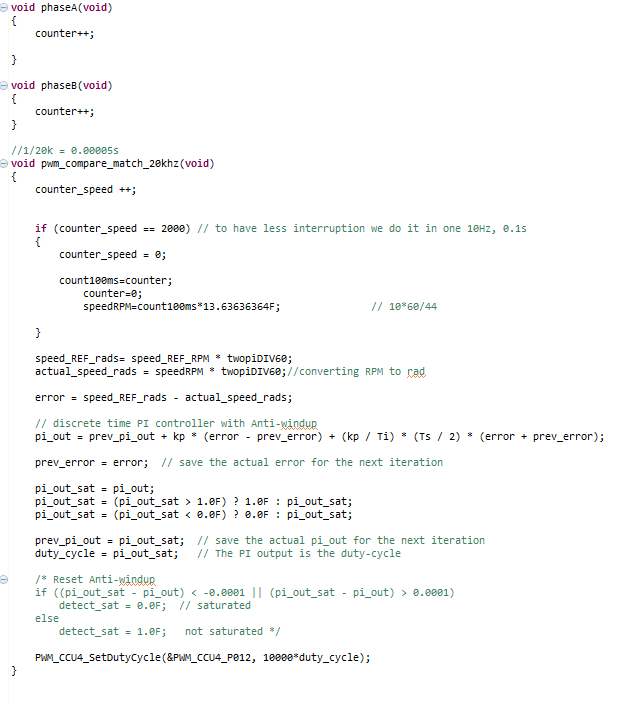 void phaseA(void)
{
counter++;
}
void phaseB(void)
{
counter++;
}
//1/20k = 0.00005s
void pwm_compare_match_20khz(void)
{
counter_speed ++;
if (counter_speed == 2000) // to have less interruption we do it in one 10Hz, 0.1s
{
counter_speed = 0;
count100ms=counter;
counter=0;
speedRPM=count100ms*13.63636364F; // 10*60/44
}
speed_REF_rads= speed_REF_RPM * twopiDIV60;
actual_speed_rads = speedRPM * twopiDIV60;//converting RPM to rad
error = speed_REF_rads - actual_speed_rads;
// discrete time PI controller with Anti-windup
pi_out = prev_pi_out + kp * (error - prev_error) + (kp / Ti) * (Ts / 2) * (error + prev_error);
prev_error = error; // save the actual error for the next iteration
pi_out_sat = pi_out;
pi_out_sat = (pi_out_sat > 1.0F) ? 1.0F : pi_out_sat;
pi_out_sat = (pi_out_sat < 0.0F) ? 0.0F : pi_out_sat;
prev_pi_out = pi_out_sat; // save the actual pi_out for the next iteration
duty_cycle = pi_out_sat; // The PI output is the duty-cycle
/* Reset Anti-windup
if ((pi_out_sat - pi_out) < -0.0001 || (pi_out_sat - pi_out) > 0.0001)
detect_sat = 0.0F; // saturated
else
detect_sat = 1.0F; not saturated */
PWM_CCU4_SetDutyCycle(&PWM_CCU4_P012, 10000*duty_cycle);
}